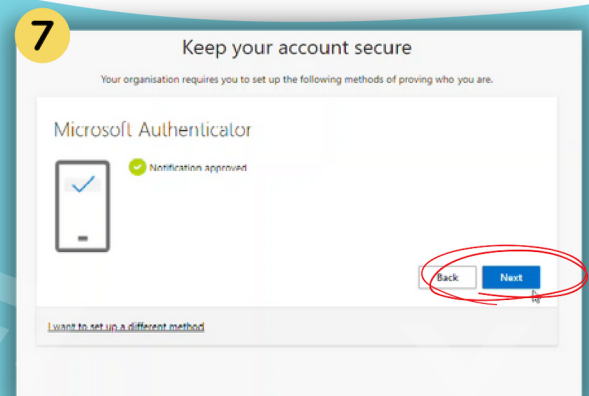 7
Keep your account secure
Your organisation requires you to set up the following methods of proving who you are.
Microsoft Authenticator
Notification approved
Back
Next
I want to set up a different method